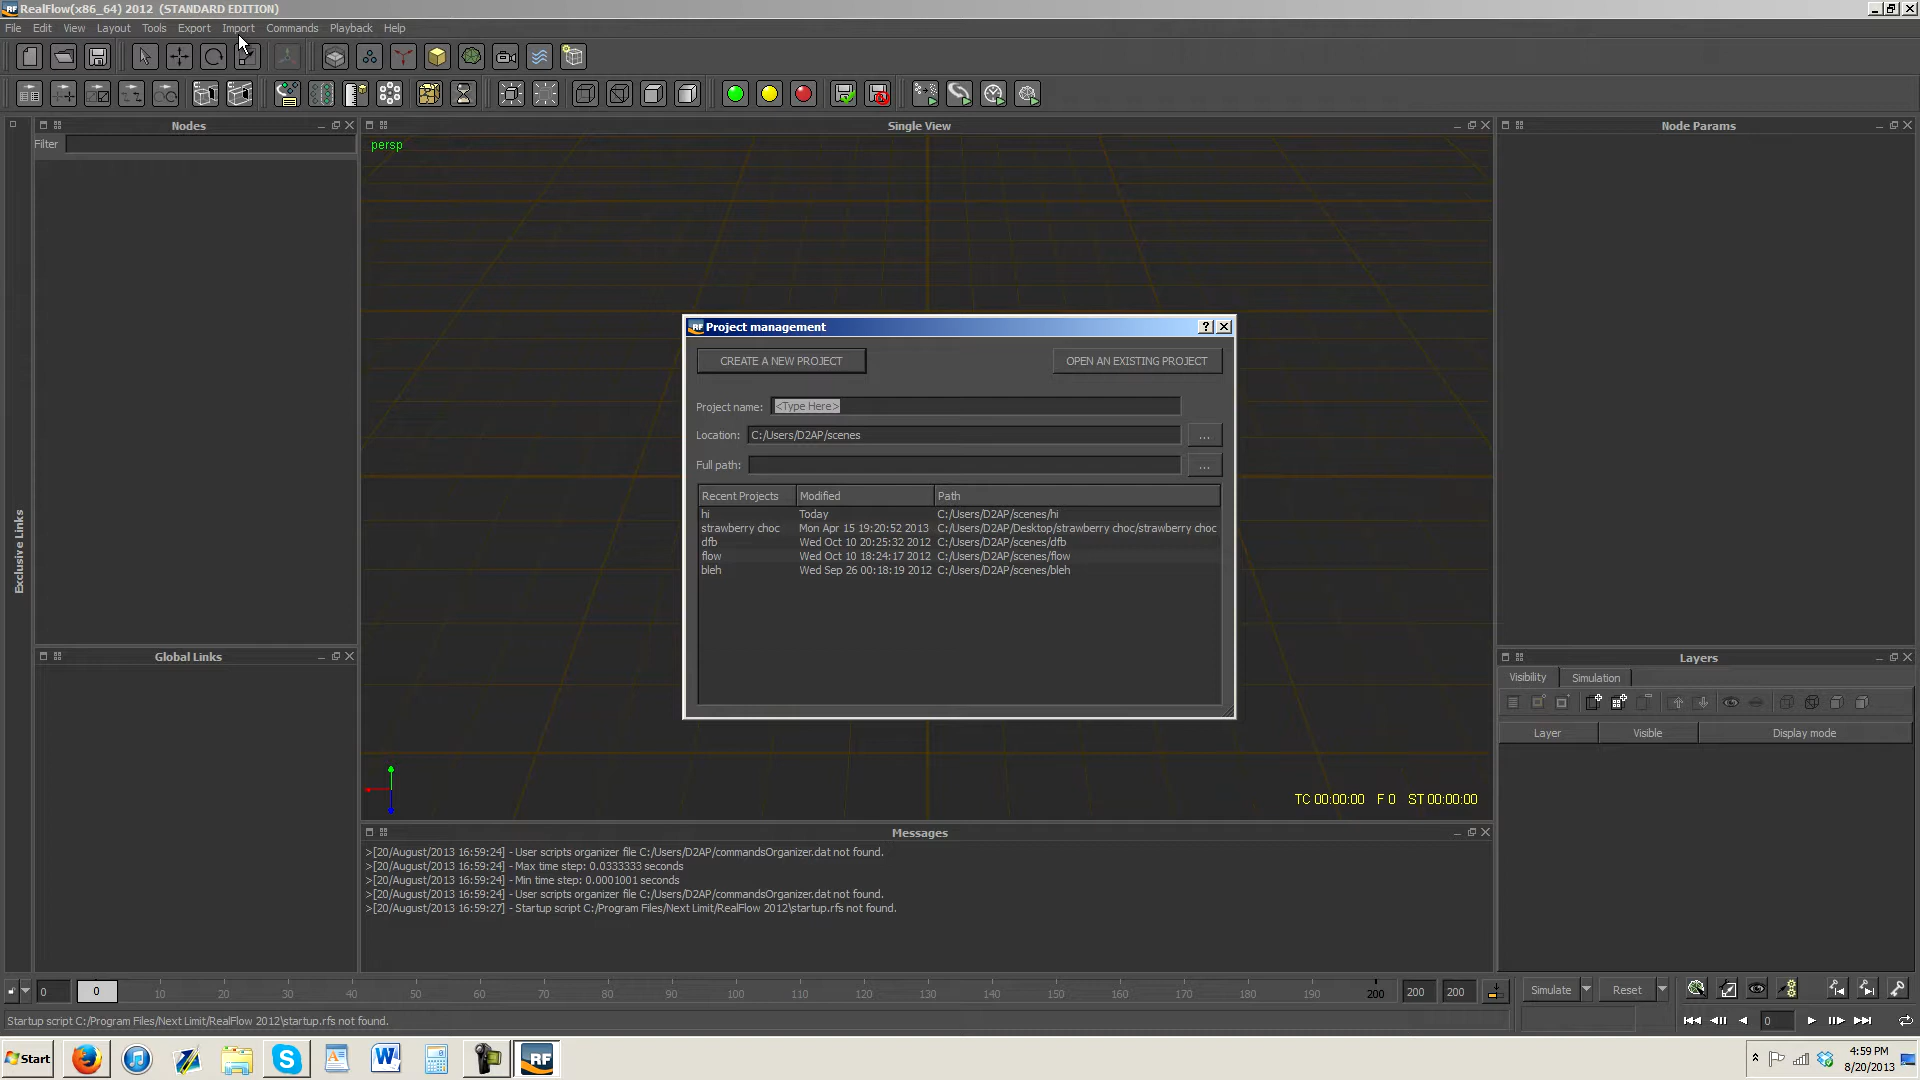 RealFlow(x86_64) 2012 (STANDARD EDITION)
File Edit View Layout Tools Export Import Commands Playback Help
Nodes
Filter
Exclusive Links
Global Links
Single View
persp
TC 00:00:00 F 0 ST 00:00:00
Project management
CREATE A NEW PROJECT
OPEN AN EXISTING PROJECT
Project name: <Type Here>
Location: C:/Users/D2AP/scenes ...
Full path: ...
Recent Projects Modified Path
hi Today C:/Users/D2AP/scenes/hi
strawberry choc Mon Apr 15 19:20:52 2013 C:/Users/D2AP/Desktop/strawberry choc/strawberry choc
dfb Wed Oct 10 20:25:32 2012 C:/Users/D2AP/scenes/dfb
flow Wed Oct 10 18:24:17 2012 C:/Users/D2AP/scenes/flow
bleh Wed Sep 26 00:18:19 2012 C:/Users/D2AP/scenes/bleh
Node Params
Layers
Visibility Simulation
Layer Visible Display mode
Messages
>[20/August/2013 16:59:24] - User scripts organizer file C:/Users/D2AP/commandsOrganizer.dat not found.
>[20/August/2013 16:59:24] - Max time step: 0.0333333 seconds
>[20/August/2013 16:59:24] - Min time step: 0.0001001 seconds
>[20/August/2013 16:59:24] - User scripts organizer file C:/Users/D2AP/commandsOrganizer.dat not found.
>[20/August/2013 16:59:27] - Startup script C:/Program Files/Next Limit/RealFlow 2012\startup.rfs not found.
0 0 10 20 30 40 50 60 70 80 90 100 110 120 130 140 150 160 170 180 190 200 200 200
Simulate Reset
0
Startup script C:/Program Files/Next Limit/RealFlow 2012\startup.rfs not found.
Start
RF
4:59 PM
8/20/2013